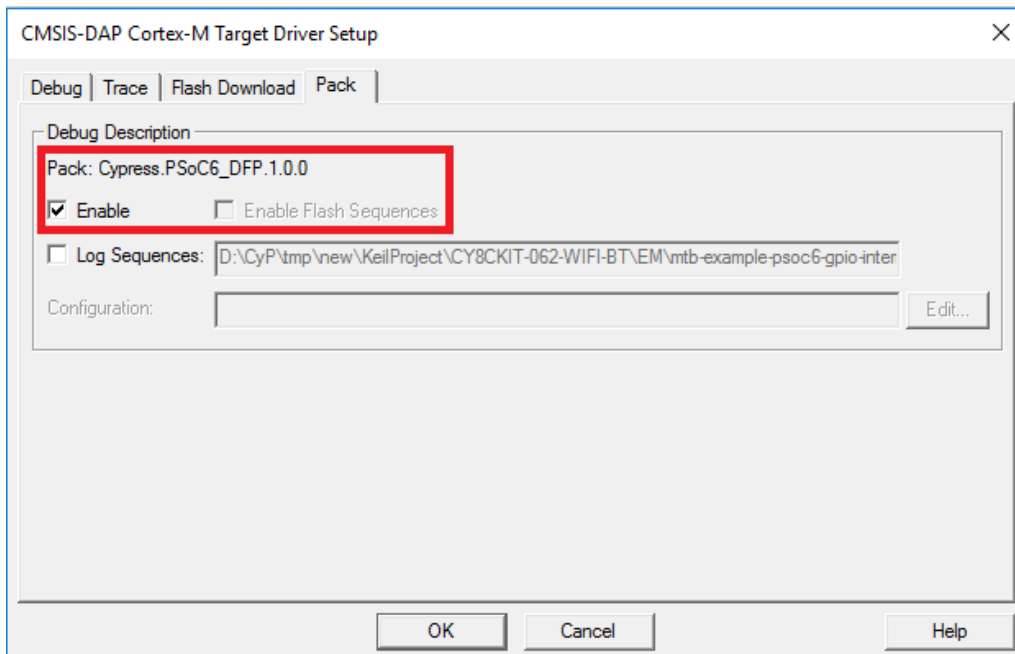 CMSIS-DAP Cortex-M Target Driver Setup
Debug Trace Flash Download Pack
Debug Description
Pack: Cypress.PSoC6_DFP.1.0.0
Enable Enable Flash Sequences
Log Sequences: D:\CyP\tmp\new\KeilProject\CY8CKIT-062-WIFI-BT\EM\mtb-example-psoc6-gpio-inter
Configuration: Edit...
OK Cancel Help